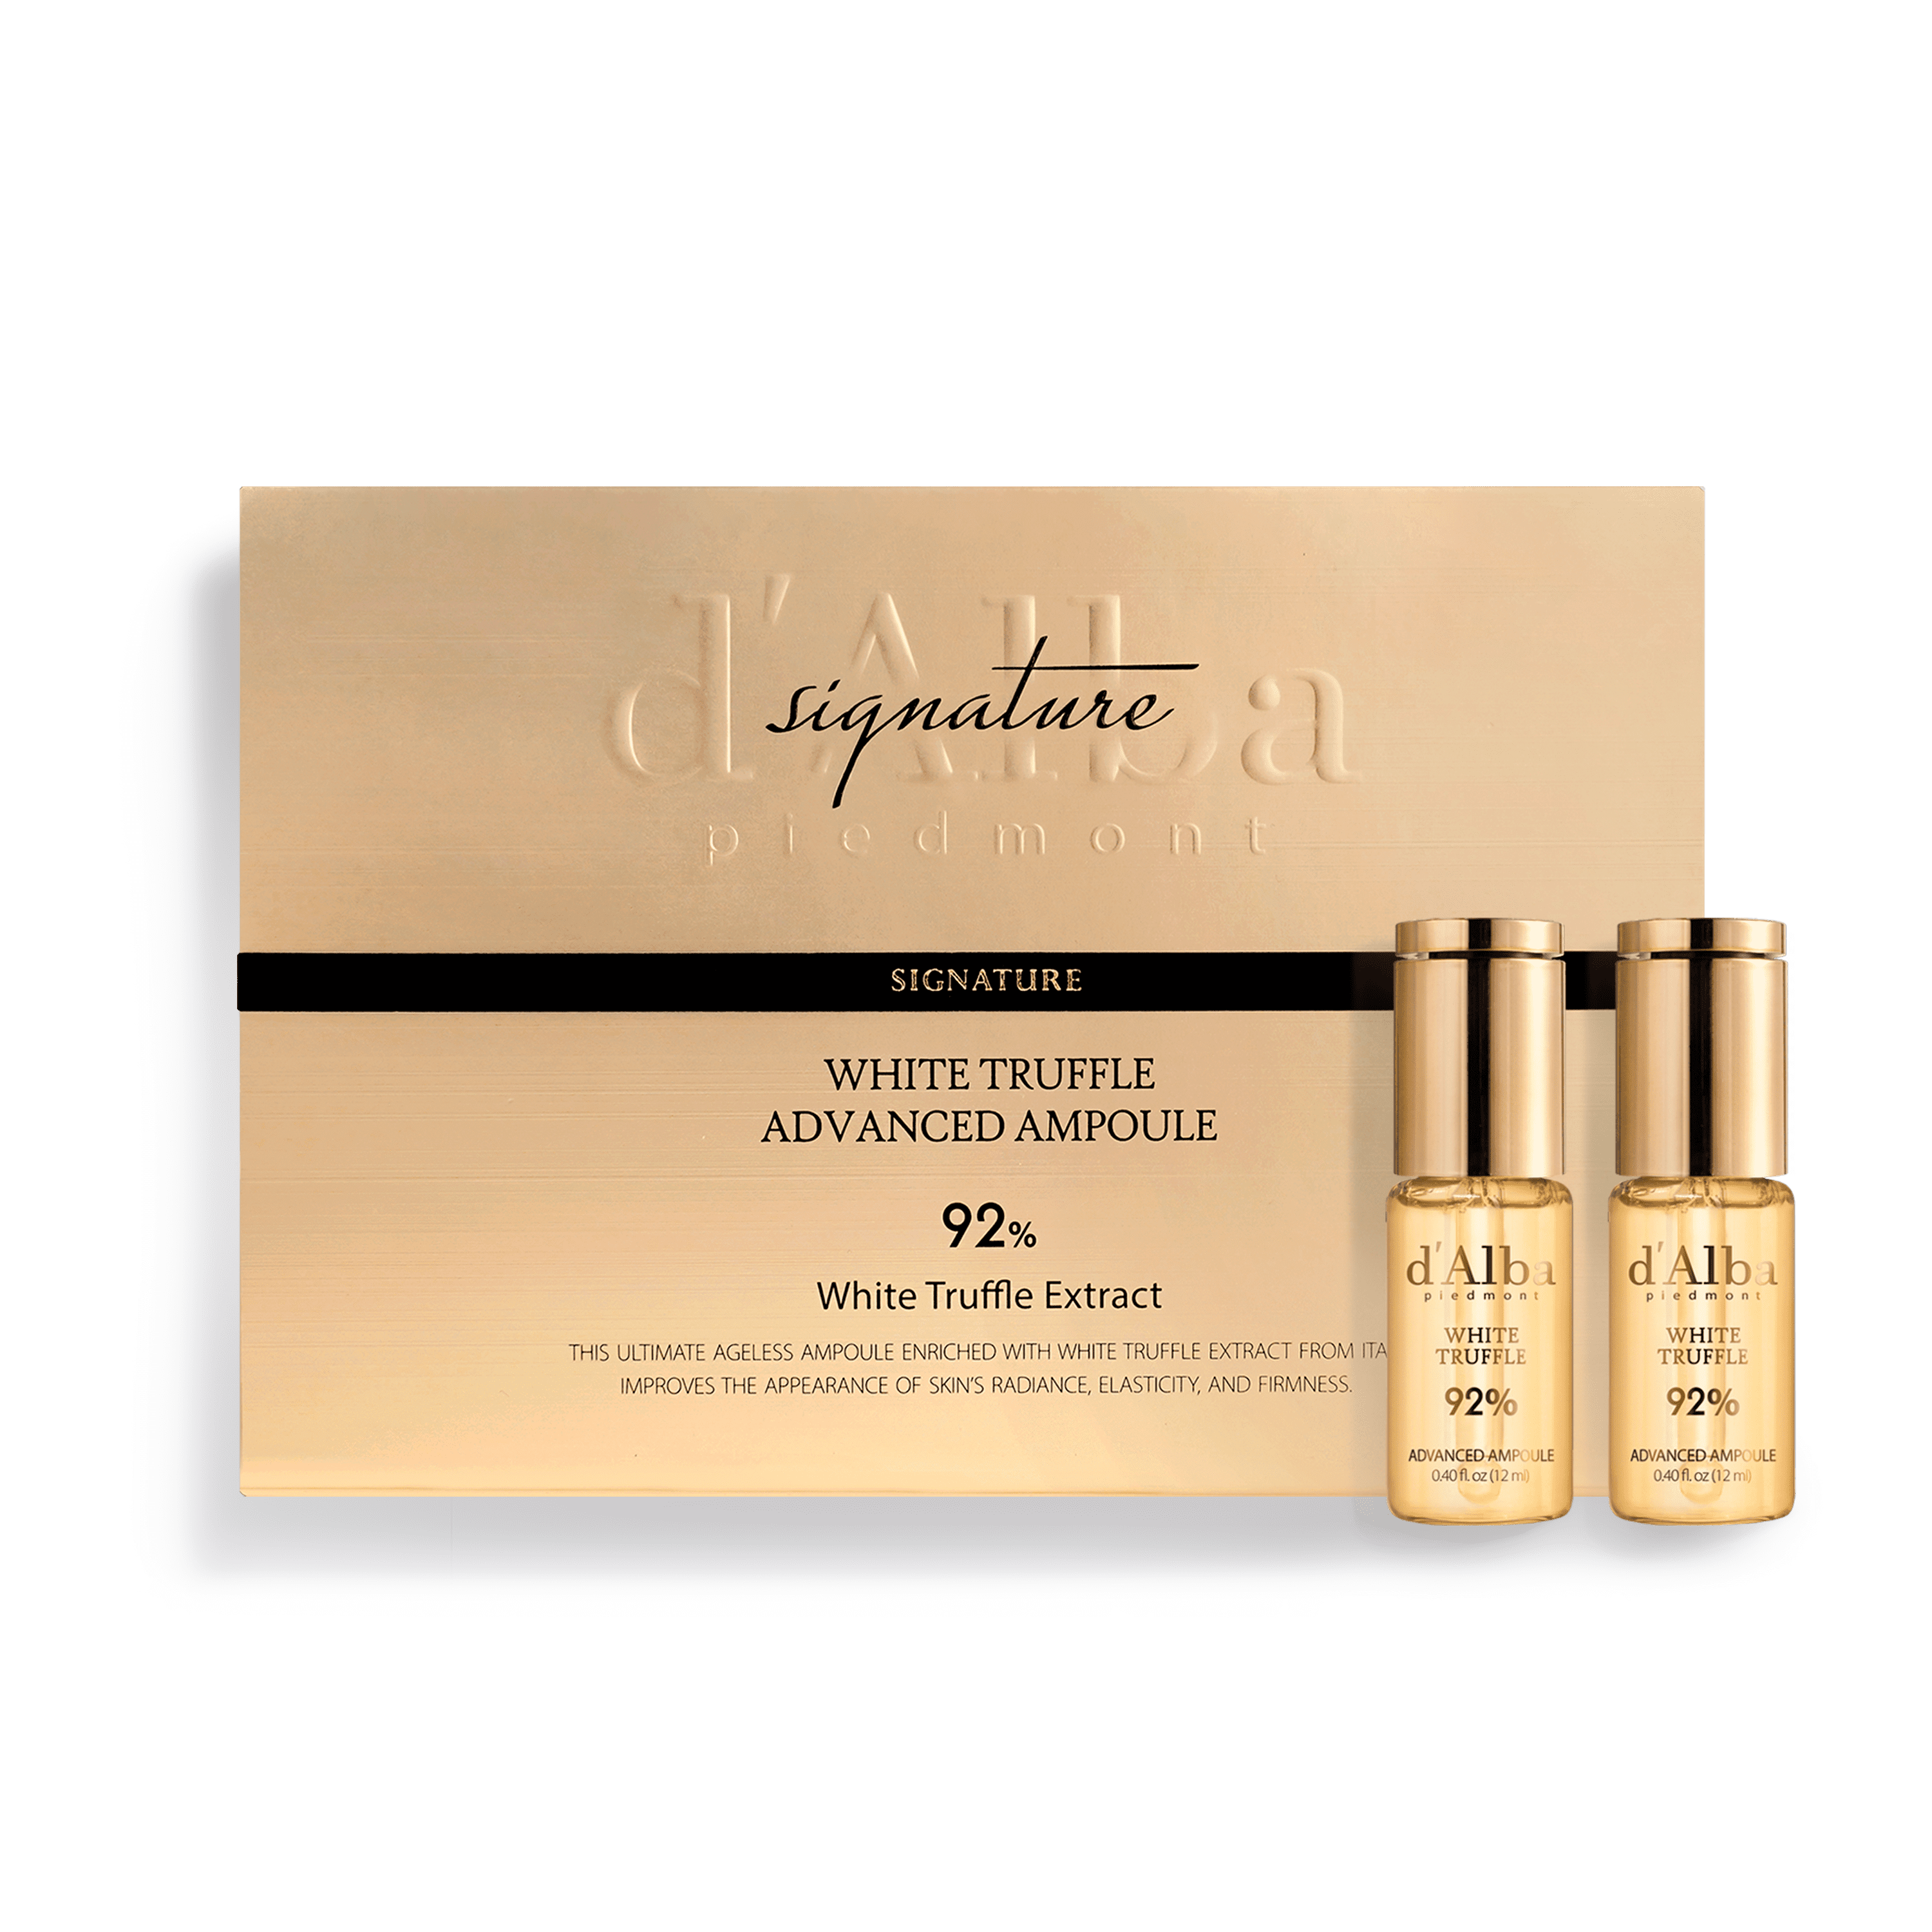 d'Alba
signature
piedmont
SIGNATURE
WHITE TRUFFLE
ADVANCED AMPOULE
92%
White Truffle Extract
THIS ULTIMATE AGELESS AMPOULE ENRICHED WITH WHITE TRUFFLE EXTRACT FROM ITA
IMPROVES THE APPEARANCE OF SKIN'S RADIANCE, ELASTICITY, AND FIRMNESS.
d'Alba
piedmont
WHITE
TRUFFLE
92%
ADVANCED AMPOULE
0.40 fl. oz (12 ml)
d'Alba
piedmont
WHITE
TRUFFLE
92%
ADVANCED AMPOULE
0.40 fl. oz (12 ml)